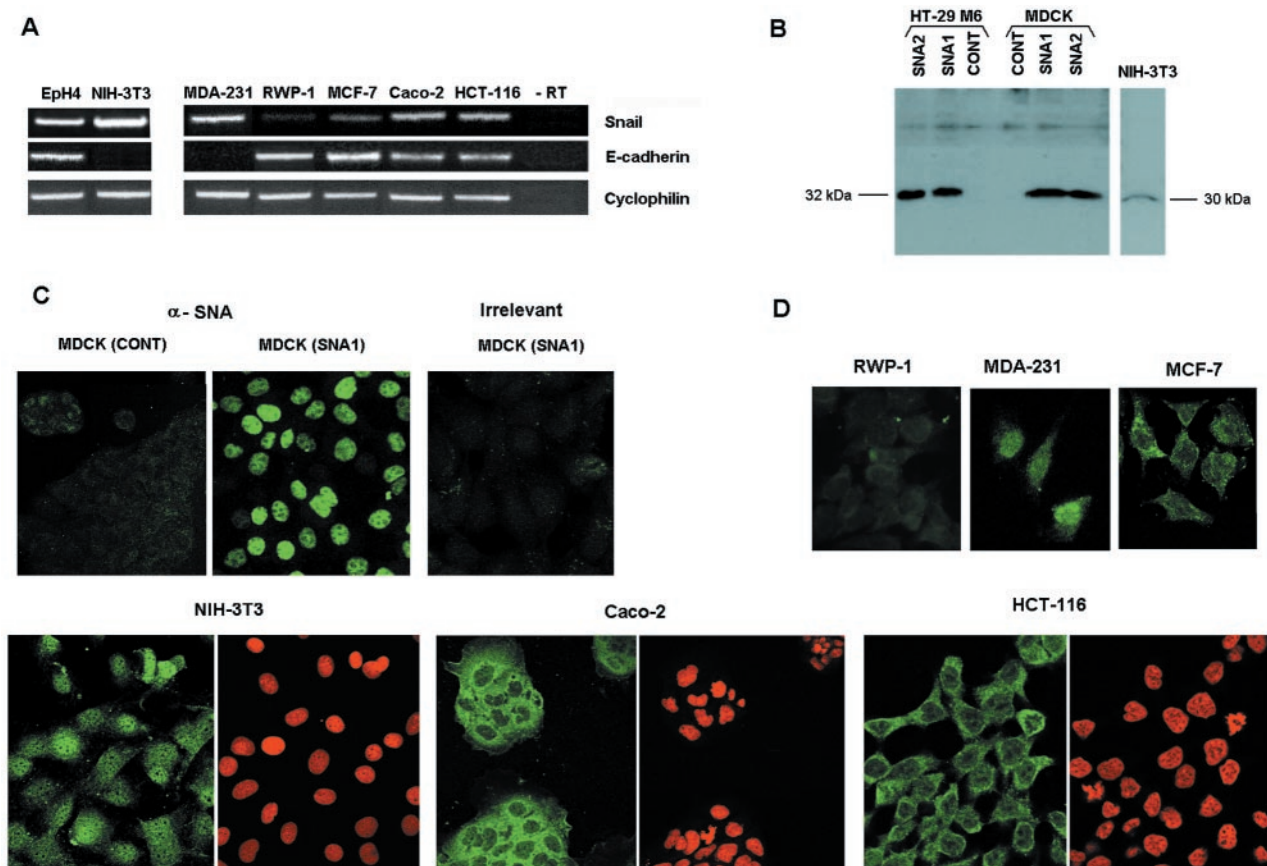 A
EpH4 NIH-3T3 MDA-231 RWP-1 MCF-7 Caco-2 HCT-116 - RT
Snail
E-cadherin
Cyclophilin
B
HT-29 M6 MDCK
SNA2 SNA1 CONT CONT SNA1 SNA2 NIH-3T3
32 kDa 30 kDa
C
α- SNA Irrelevant
MDCK (CONT) MDCK (SNA1) MDCK (SNA1)
D
RWP-1 MDA-231 MCF-7
NIH-3T3 Caco-2 HCT-116